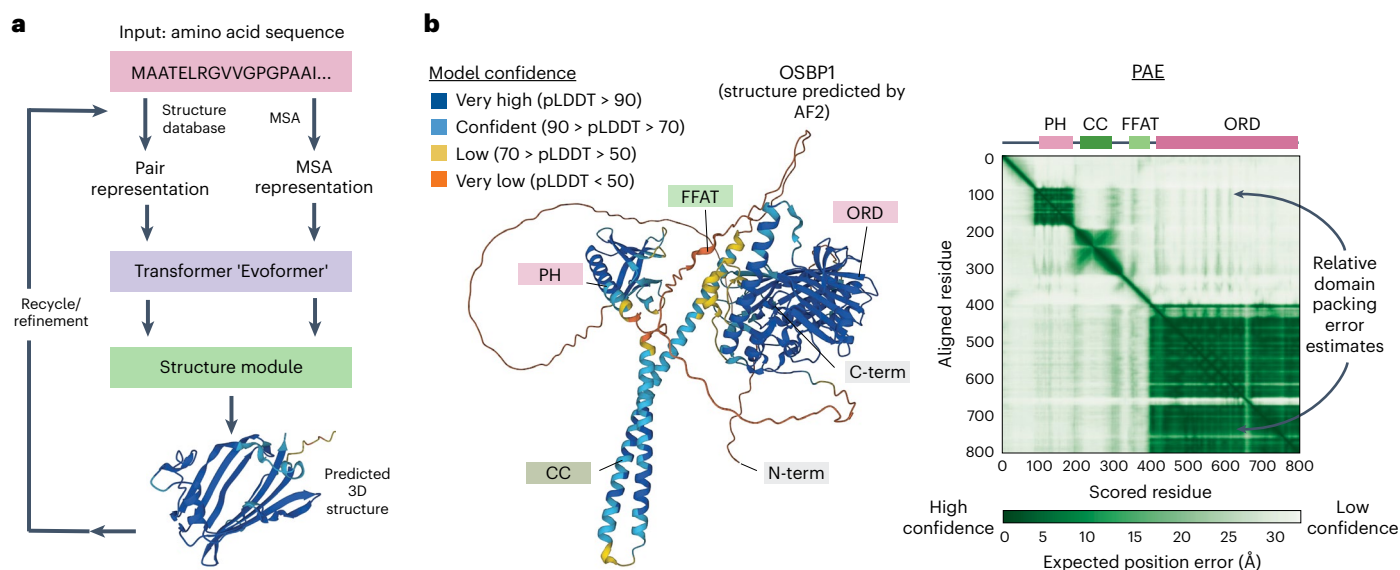 a
Input: amino acid sequence
MAATELRGVVGPGPAAI...
Structure
database
MSA
Pair
representation
MSA
representation
Transformer 'Evoformer'
Recycle/
refinement
Structure module
Predicted
3D
structure
b
Model confidence
Very high (pLDDT > 90)
Confident (90 > pLDDT > 70)
Low (70 > pLDDT > 50)
Very low (pLDDT < 50)
OSBP1
(structure predicted by
AF2)
FFAT
ORD
PH
C-term
CC
N-term
PAE
PH CC FFAT ORD
0
100
200
300
400
500
600
700
800
Aligned residue
0 100 200 300 400 500 600 700 800
Scored residue
Relative
domain
packing
error
estimates
High
confidence
Low
confidence
0 5 10 15 20 25 30
Expected position error (Å)